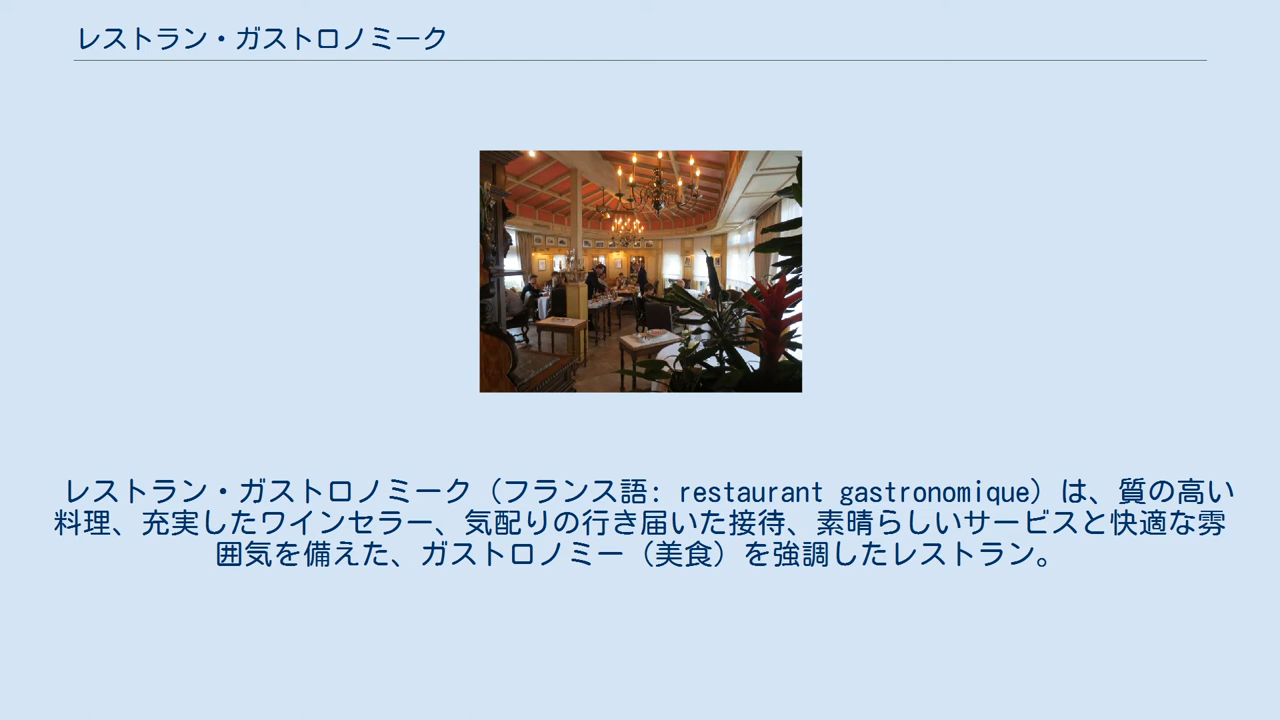 レストラン・ガストロノミーク
レストラン・ガストロノミーク（フランス語: restaurant gastronomique）は、質の高い
料理、充実したワインセラー、気配りの行き届いた接待、素晴らしいサービスと快適な雰
囲気を備えた、ガストロノミー（美食）を強調したレストラン。